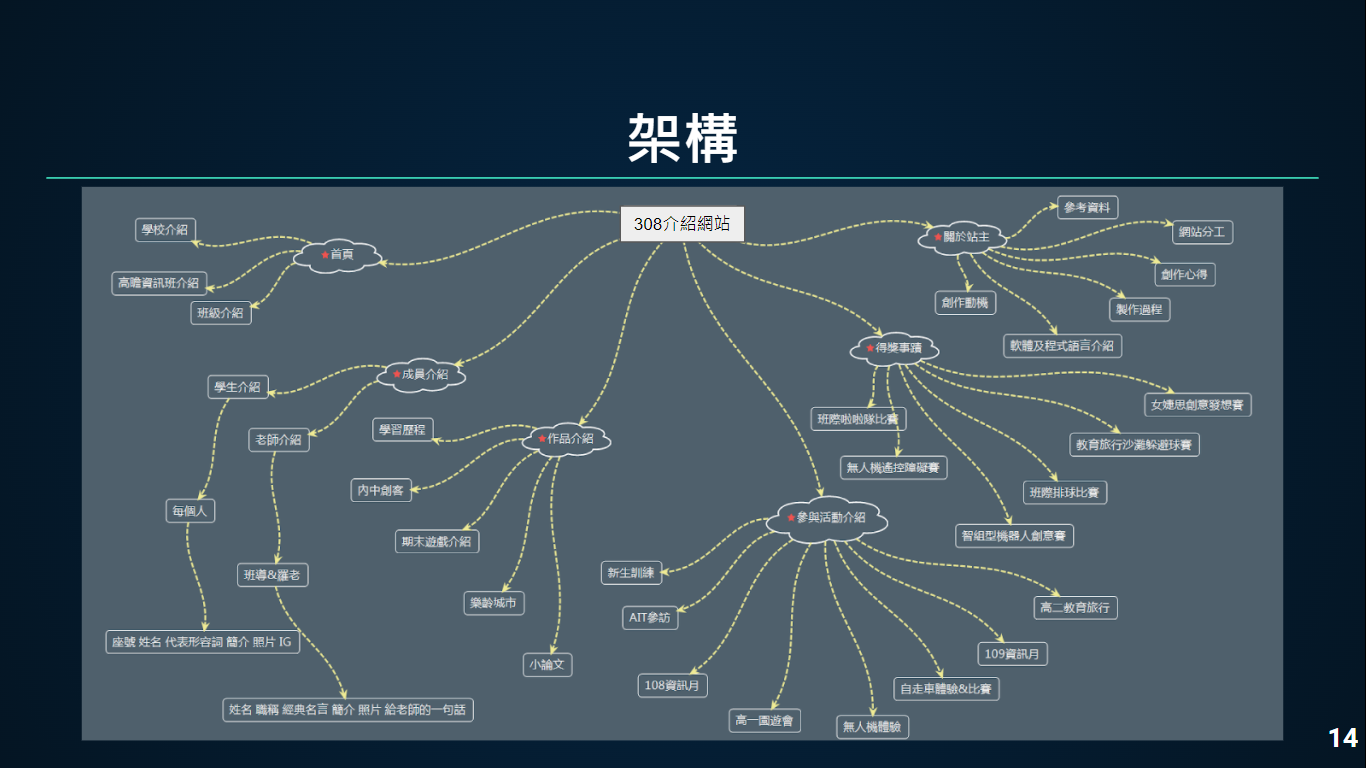 架構
308介紹網站
首頁
學校介紹
高瞻資訊班介紹
班級介紹
成員介紹
學生介紹
每個人
座號 姓名 代表形容詞 簡介 照片 IG
老師介紹
班導&羅老
姓名 職稱 經典名言 簡介 照片 給老師的一句話
作品介紹
學習歷程
內中創客
期末遊戲介紹
樂齡城市
小論文
參與活動介紹
新生訓練
AIT參訪
108資訊月
高一園遊會
無人機體驗
自走車體驗&比賽
109資訊月
高二教育旅行
得獎事蹟
班際啦啦隊比賽
無人機遙控障礙賽
智組型機器人創意賽
班際排球比賽
教育旅行沙灘躲避球賽
女婕思創意發想賽
關於站主
參考資料
網站分工
創作心得
製作過程
軟體及程式語言介紹
創作動機
14